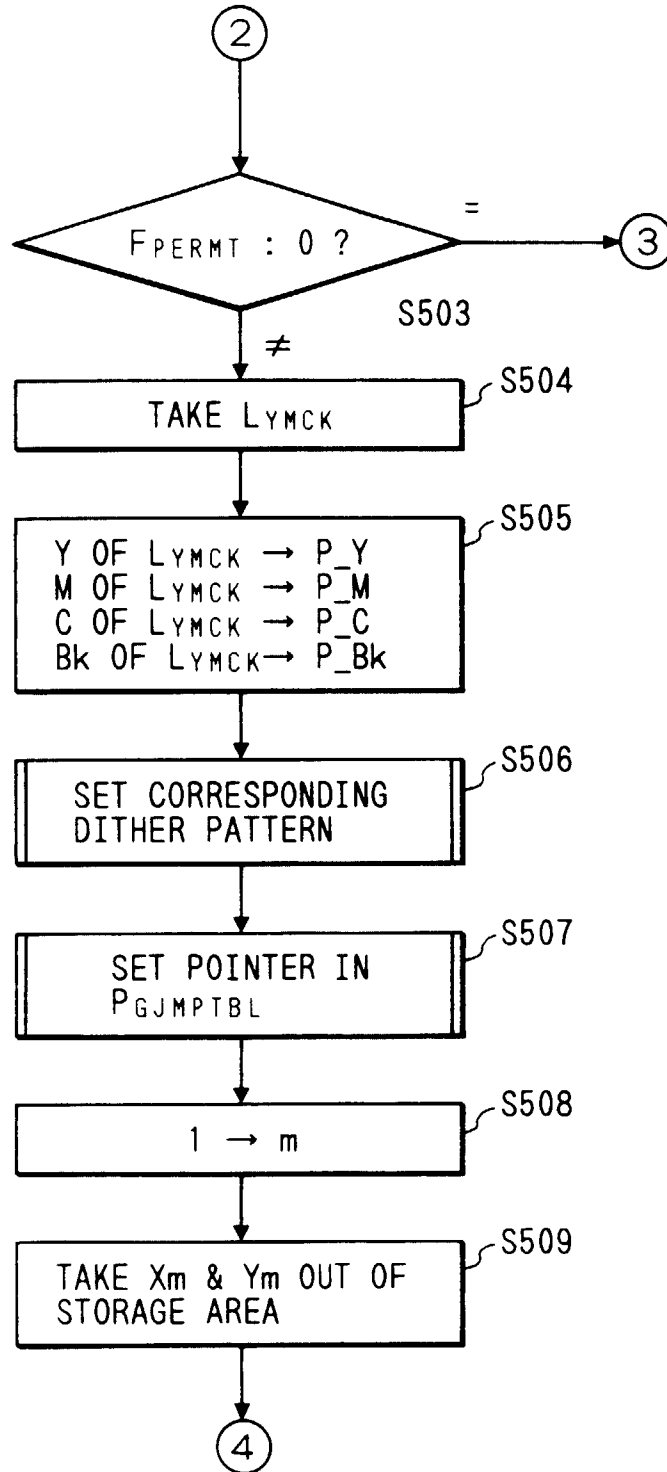 2
FPERMT : 0 ?
=
3
S503
≠
S504
TAKE LYMCK
S505
Y OF LYMCK → P_Y
M OF LYMCK → P_M
C OF LYMCK → P_C
Bk OF LYMCK → P_Bk
S506
SET CORRESPONDING
DITHER PATTERN
S507
SET POINTER IN
PGJMPTBL
S508
1 → m
S509
TAKE Xm & Ym OUT OF
STORAGE AREA
4